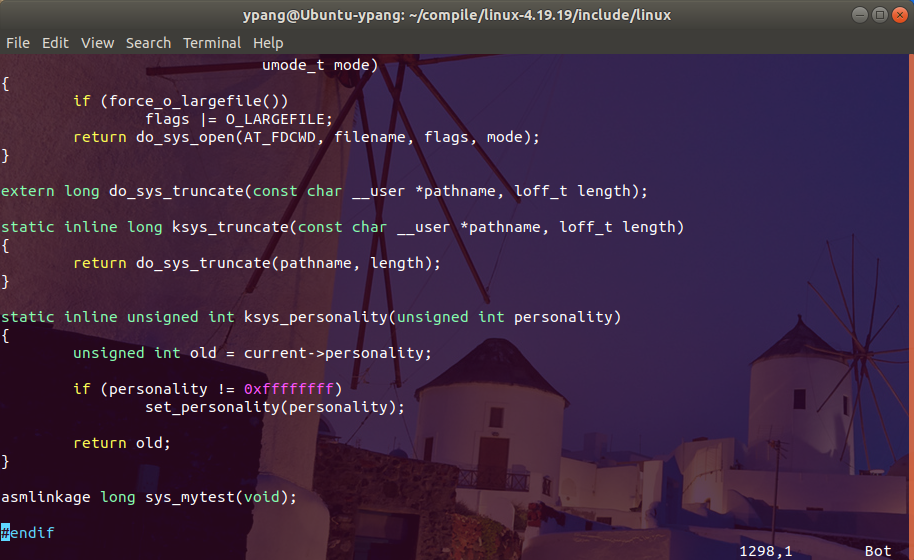 ypang@Ubuntu-ypang: ~/compile/linux-4.19.19/include/linux
File Edit View Search Terminal Help
umode_t mode)
{
        if (force_o_largefile())
                flags |= O_LARGEFILE;
        return do_sys_open(AT_FDCWD, filename, flags, mode);
}
extern long do_sys_truncate(const char __user *pathname, loff_t length);
static inline long ksys_truncate(const char __user *pathname, loff_t length)
{
        return do_sys_truncate(pathname, length);
}
static inline unsigned int ksys_personality(unsigned int personality)
{
        unsigned int old = current->personality;
        if (personality != 0xffffffff)
                set_personality(personality);
        return old;
}
asmlinkage long sys_mytest(void);
#endif
1298,1 Bot